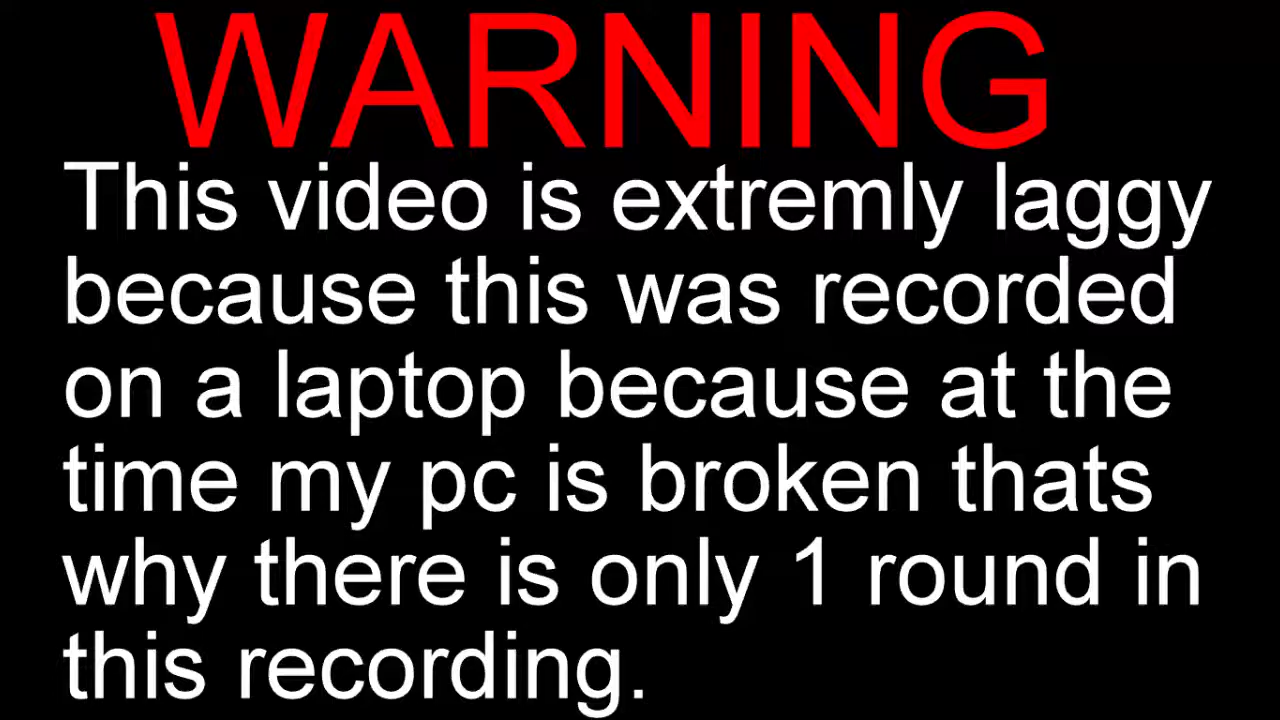 WARNING
This video is extremly laggy
because this was recorded
on a laptop because at the
time my pc is broken thats
why there is only 1 round in
this recording.